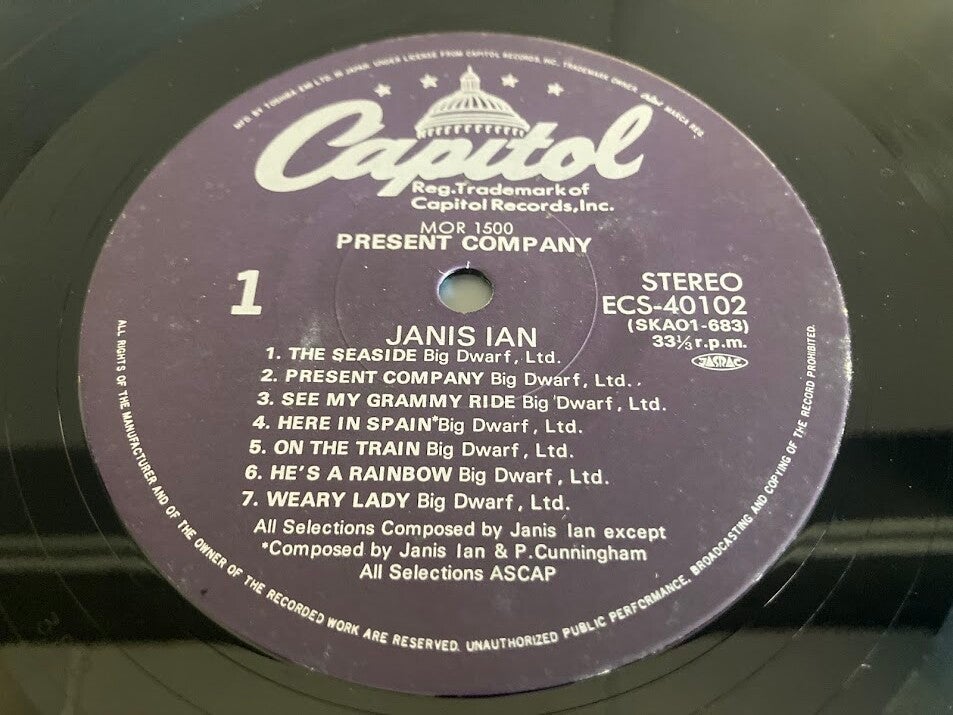 MFD BY TOSHIBA EMI LTD. IN JAPAN. UNDER LICENSE FROM CAPITOL RECORDS, INC. TRADEMARK OWNER. Capitol MARCA REG.
Capitol
Reg.Trademark of
Capitol Records,Inc.
MOR 1500
PRESENT COMPANY
1
STEREO
ECS-40102
(SKAO1-683)
33⅓ r.p.m.
JASRAC
JANIS IAN
1. THE SEASIDE Big Dwarf, Ltd.
2. PRESENT COMPANY Big Dwarf, Ltd..
3. SEE MY GRAMMY RIDE Big Dwarf, Ltd.
4. HERE IN SPAIN*Big Dwarf, Ltd.
5. ON THE TRAIN Big Dwarf, Ltd.
6. HE'S A RAINBOW Big Dwarf, Ltd.
7. WEARY LADY Big Dwarf, Ltd.
All Selections Composed by Janis Ian except
*Composed by Janis Ian & P.Cunningham
All Selections ASCAP
ALL RIGHTS OF THE MANUFACTURER AND OF THE OWNER OF THE RECORDED WORK ARE RESERVED. UNAUTHORIZED PUBLIC PERFORMANCE, BROADCASTING AND COPYING OF THE RECORD PROHIBITED.